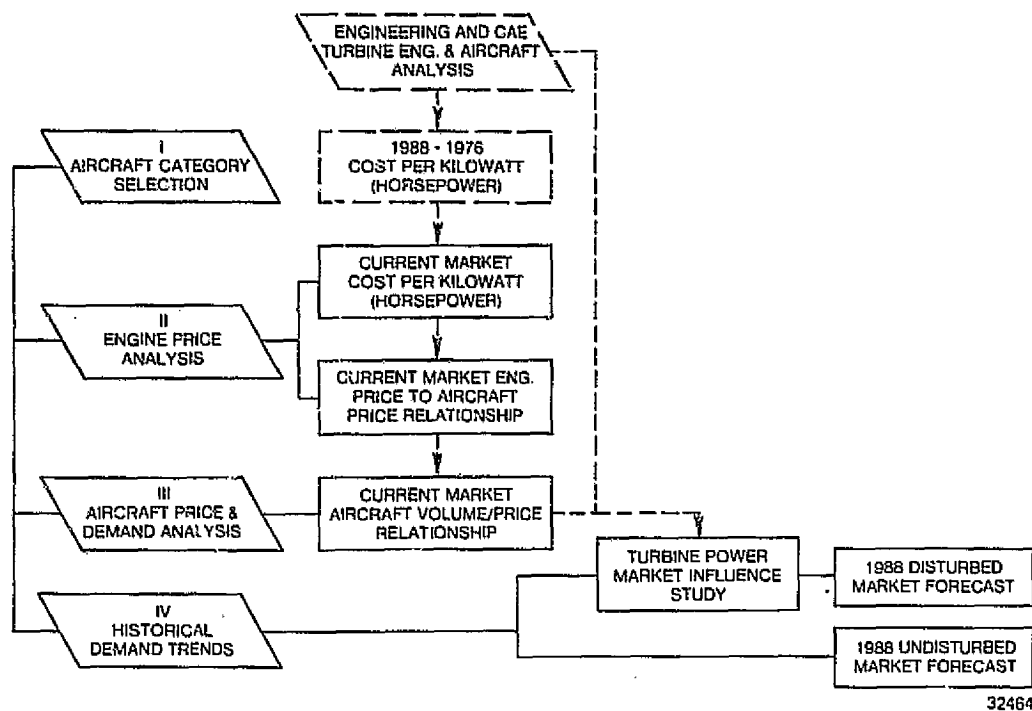 ENGINEERING AND CAE
TURBINE ENG. & AIRCRAFT
ANALYSIS
I
AIRCRAFT CATEGORY
SELECTION
1988 - 1976
COST PER KILOWATT
(HORSEPOWER)
CURRENT MARKET
COST PER KILOWATT
(HORSEPOWER)
II
ENGINE PRICE
ANALYSIS
CURRENT MARKET ENG.
PRICE TO AIRCRAFT
PRICE RELATIONSHIP
III
AIRCRAFT PRICE &
DEMAND ANALYSIS
CURRENT MARKET
AIRCRAFT VOLUME/PRICE
RELATIONSHIP
TURBINE POWER
MARKET INFLUENCE
STUDY
1988 DISTURBED
MARKET FORECAST
IV
HISTORICAL
DEMAND TRENDS
1988 UNDISTURBED
MARKET FORECAST
32464